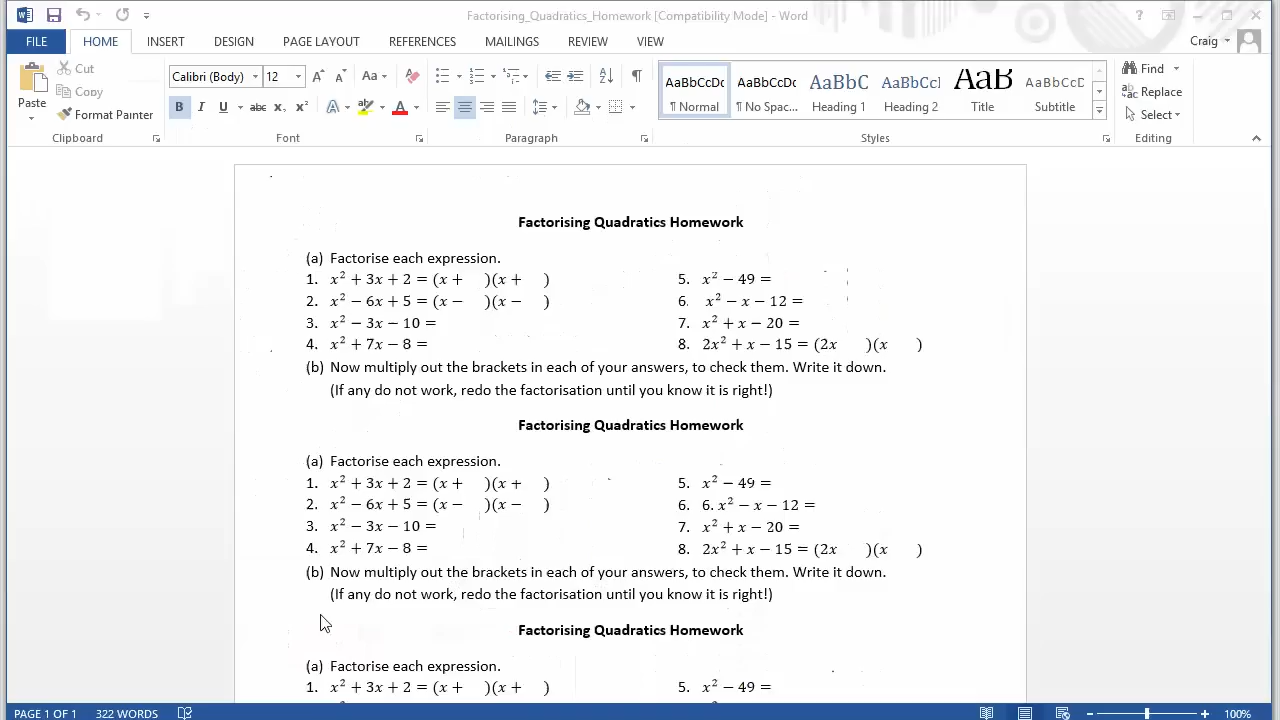 Factorising_Quadratics_Homework [Compatibility Mode] - Word
FILE HOME INSERT DESIGN PAGE LAYOUT REFERENCES MAILINGS REVIEW VIEW Craig
Paste Cut Copy Format Painter
Calibri (Body) 12
AaBbCcDc AaBbCcDc AaBbC AaBbCcI AaB AaBbCcD
¶ Normal ¶ No Spac... Heading 1 Heading 2 Title Subtitle
Find Replace Select
Clipboard Font Paragraph Styles Editing
Factorising Quadratics Homework
(a) Factorise each expression.
1. x² + 3x + 2 = (x + )(x + ) 5. x² − 49 =
2. x² − 6x + 5 = (x − )(x − ) 6. x² − x − 12 =
3. x² − 3x − 10 = 7. x² + x − 20 =
4. x² + 7x − 8 = 8. 2x² + x − 15 = (2x )(x )
(b) Now multiply out the brackets in each of your answers, to check them. Write it down.
(If any do not work, redo the factorisation until you know it is right!)
Factorising Quadratics Homework
(a) Factorise each expression.
1. x² + 3x + 2 = (x + )(x + ) 5. x² − 49 =
2. x² − 6x + 5 = (x − )(x − ) 6. 6. x² − x − 12 =
3. x² − 3x − 10 = 7. x² + x − 20 =
4. x² + 7x − 8 = 8. 2x² + x − 15 = (2x )(x )
(b) Now multiply out the brackets in each of your answers, to check them. Write it down.
(If any do not work, redo the factorisation until you know it is right!)
Factorising Quadratics Homework
(a) Factorise each expression.
1. x² + 3x + 2 = (x + )(x + ) 5. x² − 49 =
PAGE 1 OF 1 322 WORDS 100%